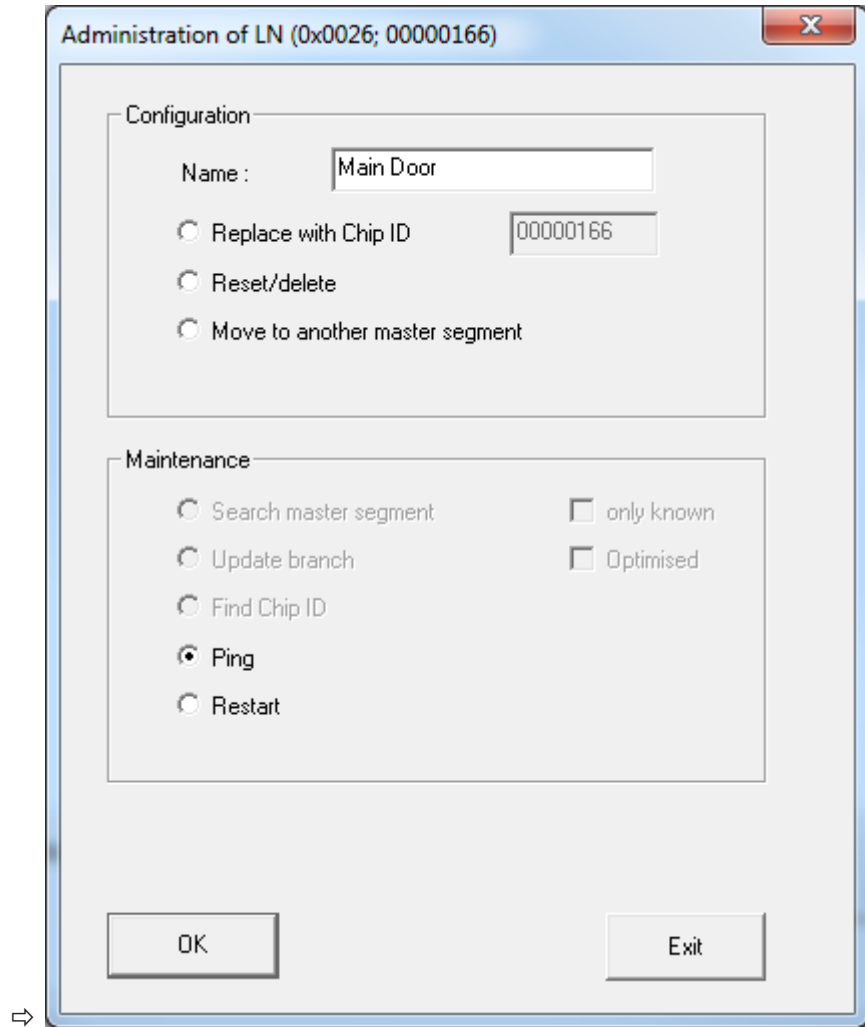 Administration of LN (0x0026; 00000166)
Configuration
Name :
Main Door
Replace with Chip ID
00000166
Reset/delete
Move to another master segment
Maintenance
Search master segment
only known
Update branch
Optimised
Find Chip ID
Ping
Restart
OK
Exit
⇨